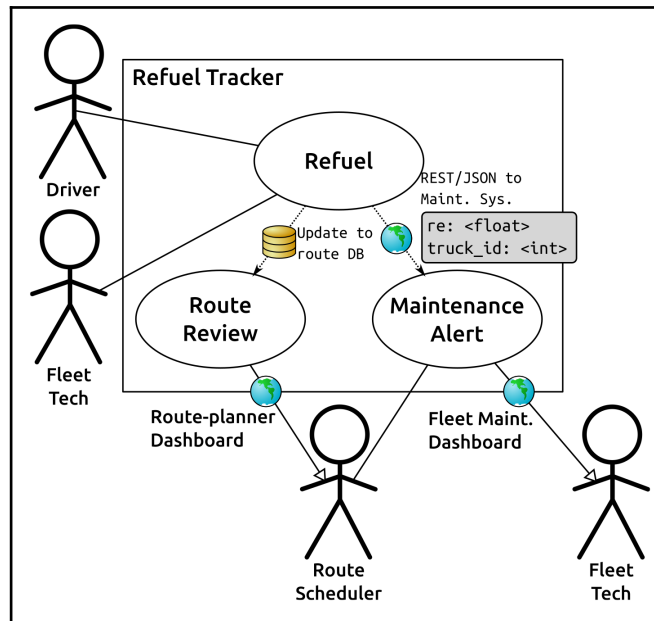 Refuel Tracker
Driver
Refuel
REST/JSON to
Maint. Sys.
re: <float>
truck_id: <int>
Update to
route DB
Fleet
Tech
Route
Review
Maintenance
Alert
Route-planner
Dashboard
Fleet Maint.
Dashboard
Route
Scheduler
Fleet
Tech